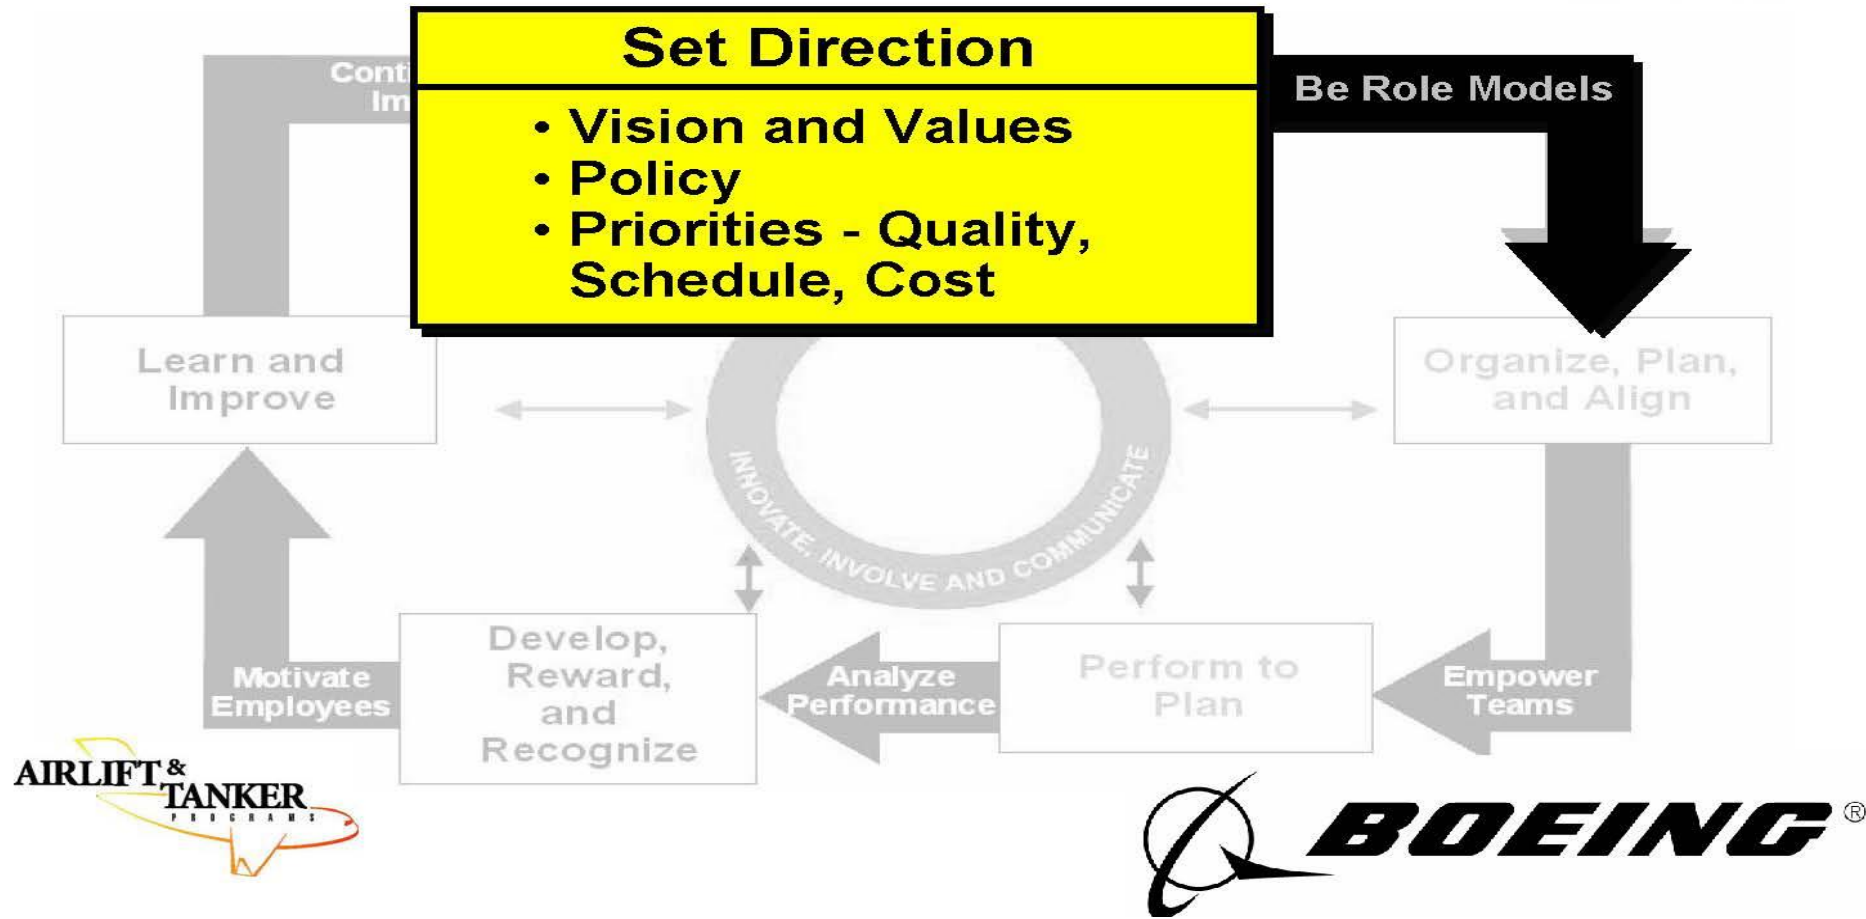 Set Direction
• Vision and Values
• Policy
• Priorities - Quality,
Schedule, Cost
Be Role Models
Learn and
Improve
Organize, Plan,
and Align
INNOVATE, INVOLVE AND COMMUNICATE
Develop,
Reward,
and
Recognize
Perform to
Plan
Motivate
Employees
Analyze
Performance
Empower
Teams
AIRLIFT &
TANKER
PROGRAMS
BOEING®